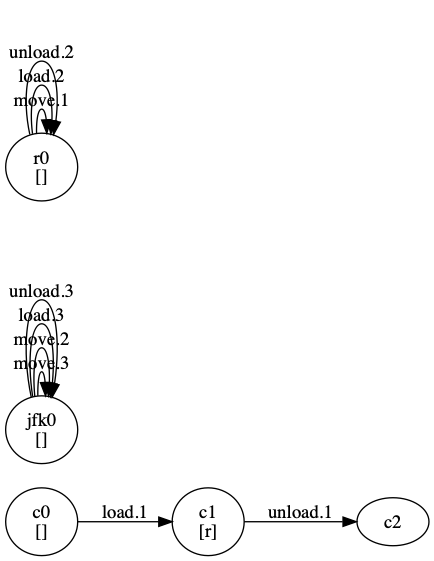 unload.2
load.2
move.1
r0
[]
unload.3
load.3
move.2
move.3
jfk0
[]
c0
[]
load.1
c1
[r]
unload.1
c2